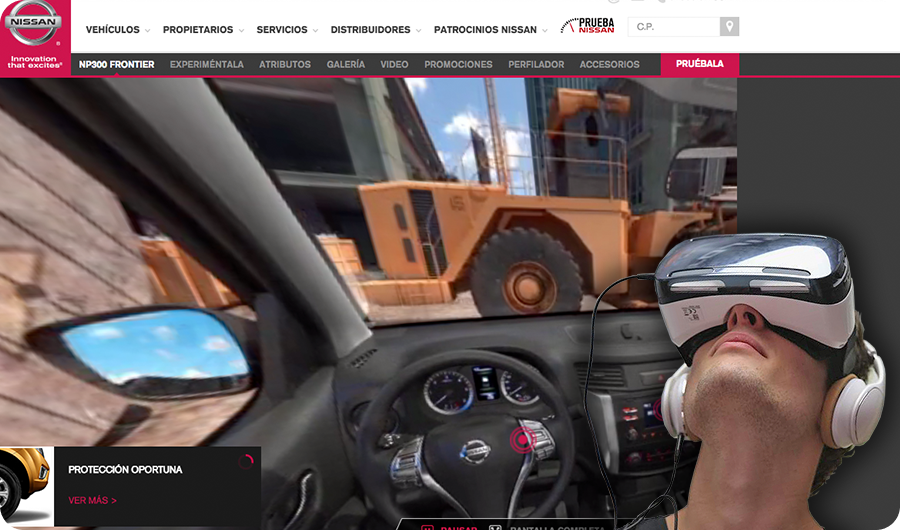 NISSAN
Innovation
that excites®
VEHÍCULOS PROPIETARIOS SERVICIOS DISTRIBUIDORES PATROCINIOS NISSAN PRUEBA NISSAN C.P.
NP300 FRONTIER EXPERIMÉNTALA ATRIBUTOS GALERÍA VIDEO PROMOCIONES PERFILADOR ACCESORIOS PRUÉBALA
NISSAN
PROTECCIÓN OPORTUNA
VER MÁS >
PAUSAR PANTALLA COMPLETA